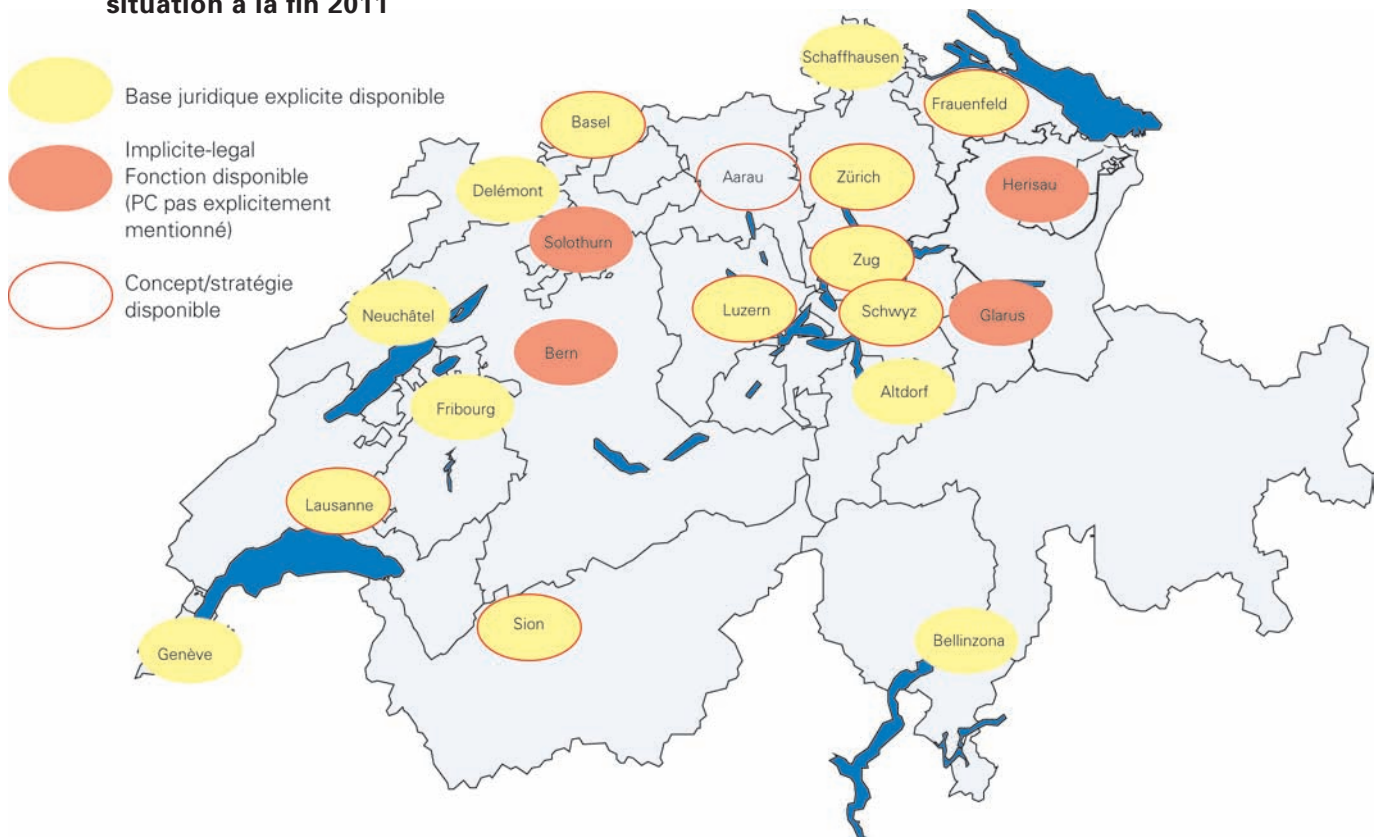 situation à la fin 2011
Base juridique explicite disponible
Implicite-legal
Fonction disponible
(PC pas explicitement
mentionné)
Concept/stratégie
disponible
Schaffhausen
Frauenfeld
Basel
Aarau
Zürich
Herisau
Delémont
Solothurn
Zug
Neuchâtel
Luzern
Schwyz
Glarus
Bern
Altdorf
Fribourg
Lausanne
Sion
Genève
Bellinzona